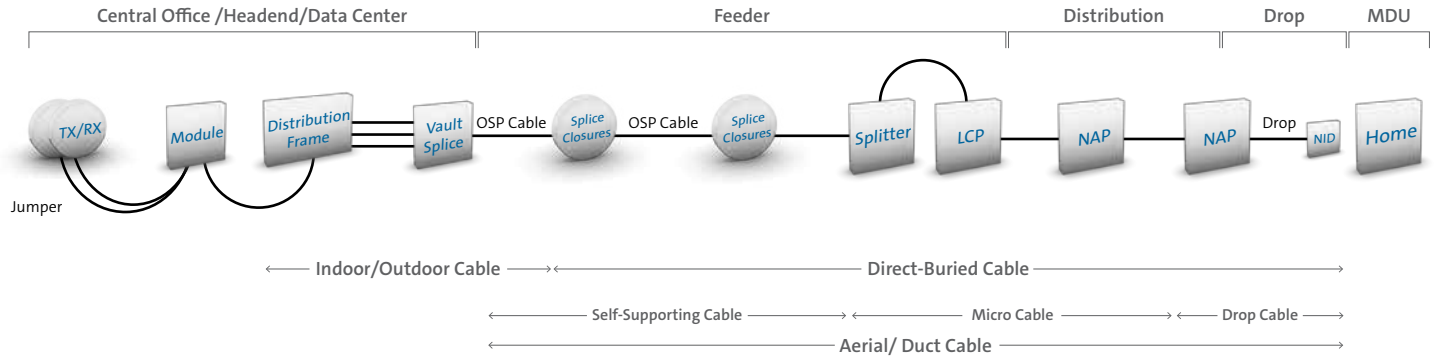 Central Office /Headend/Data Center
Feeder
Distribution
Drop
MDU
TX/RX
Module
Distribution
Frame
Vault
Splice
OSP Cable
Splice
Closures
OSP Cable
Splice
Closures
Splitter
LCP
NAP
NAP
Drop
NID
Home
Jumper
Indoor/Outdoor Cable
Direct-Buried Cable
Self-Supporting Cable
Micro Cable
Drop Cable
Aerial/ Duct Cable